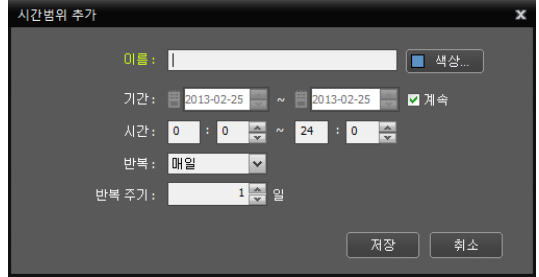 시간범위 추가 x
이름 : 색상...
기간 : 2013-02-25 ~ 2013-02-25 계속
시간 : 0 : 0 ~ 24 : 0
반복 : 매일
반복 주기 : 1 일
저장 취소